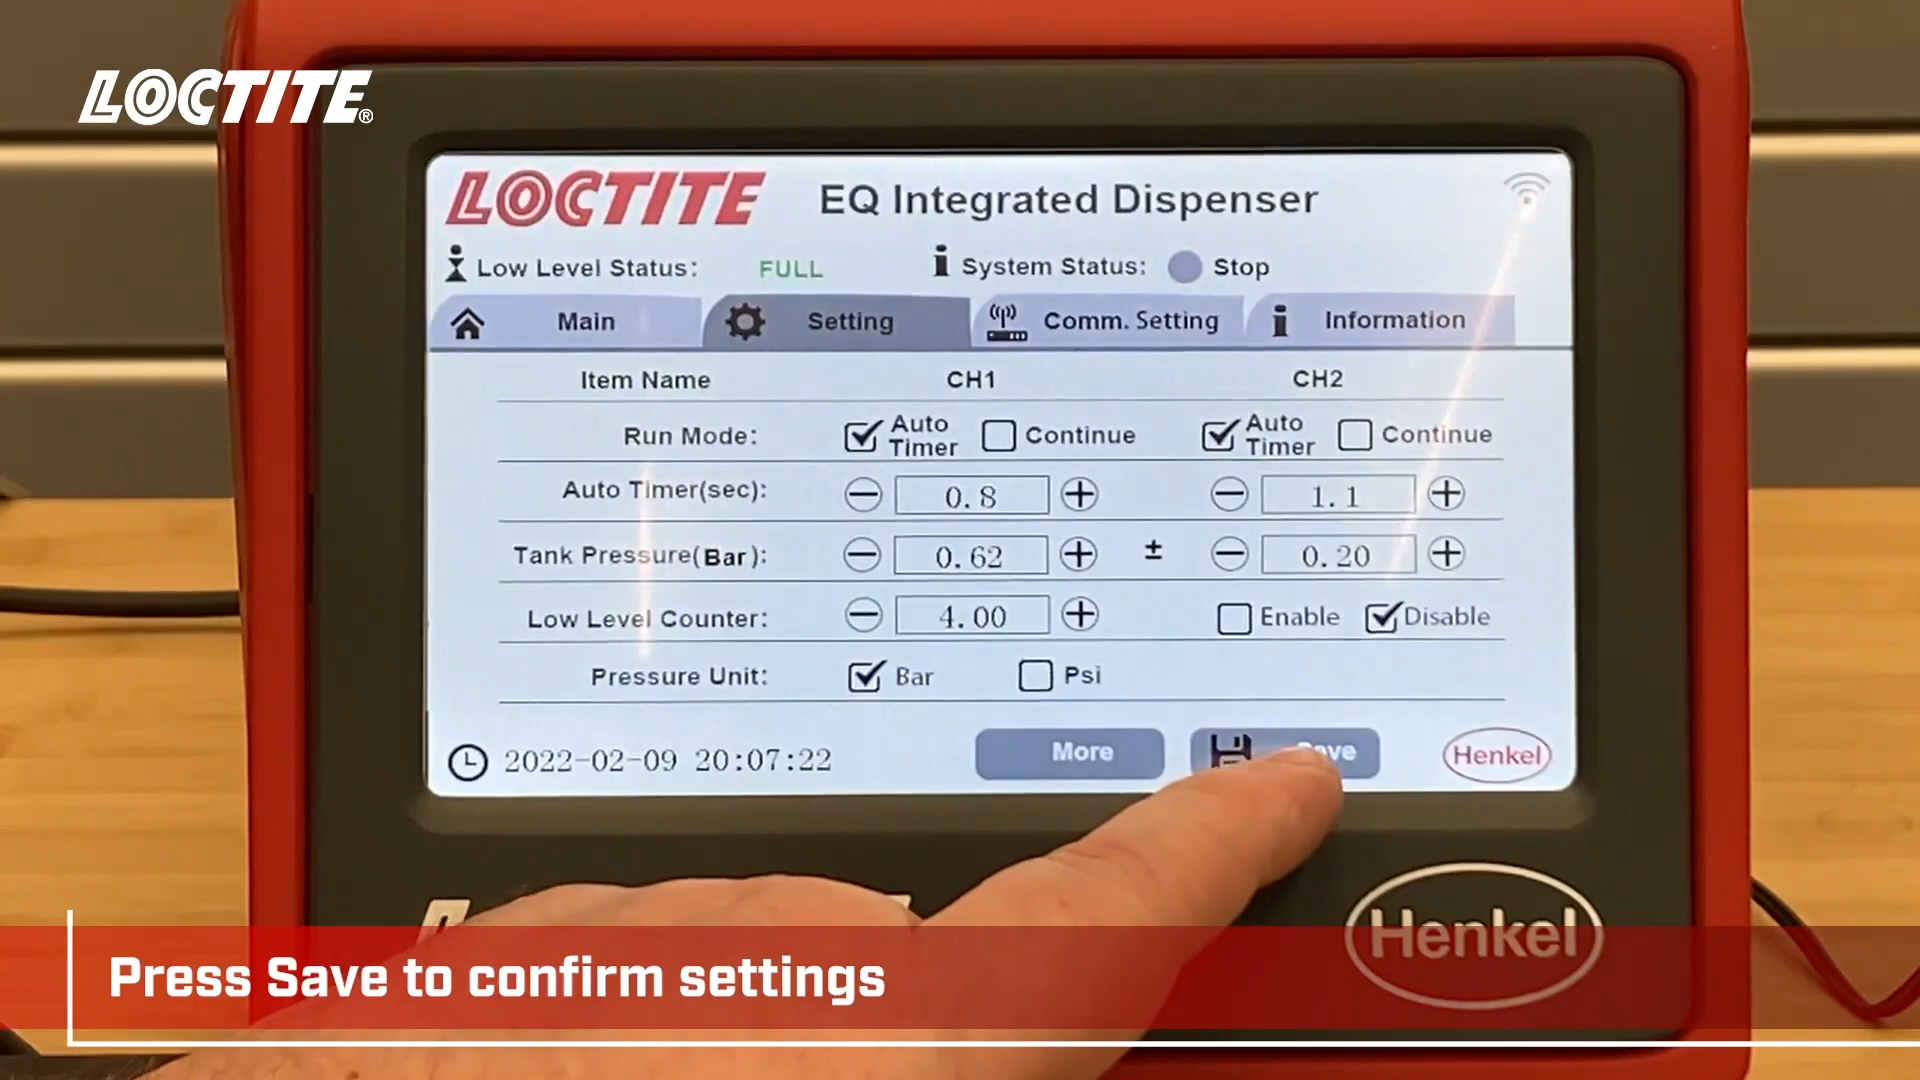 LOCTITE®
LOCTITE EQ Integrated Dispenser
Low Level Status: FULL System Status: Stop
Main Setting Comm. Setting Information
Item Name CH1 CH2
Run Mode: Auto Timer Continue Auto Timer Continue
Auto Timer(sec): 0.8 1.1
Tank Pressure(Bar): 0.62 ± 0.20
Low Level Counter: 4.00 Enable Disable
Pressure Unit: Bar Psi
2022-02-09 20:07:22 More Save Henkel
Henkel
Press Save to confirm settings